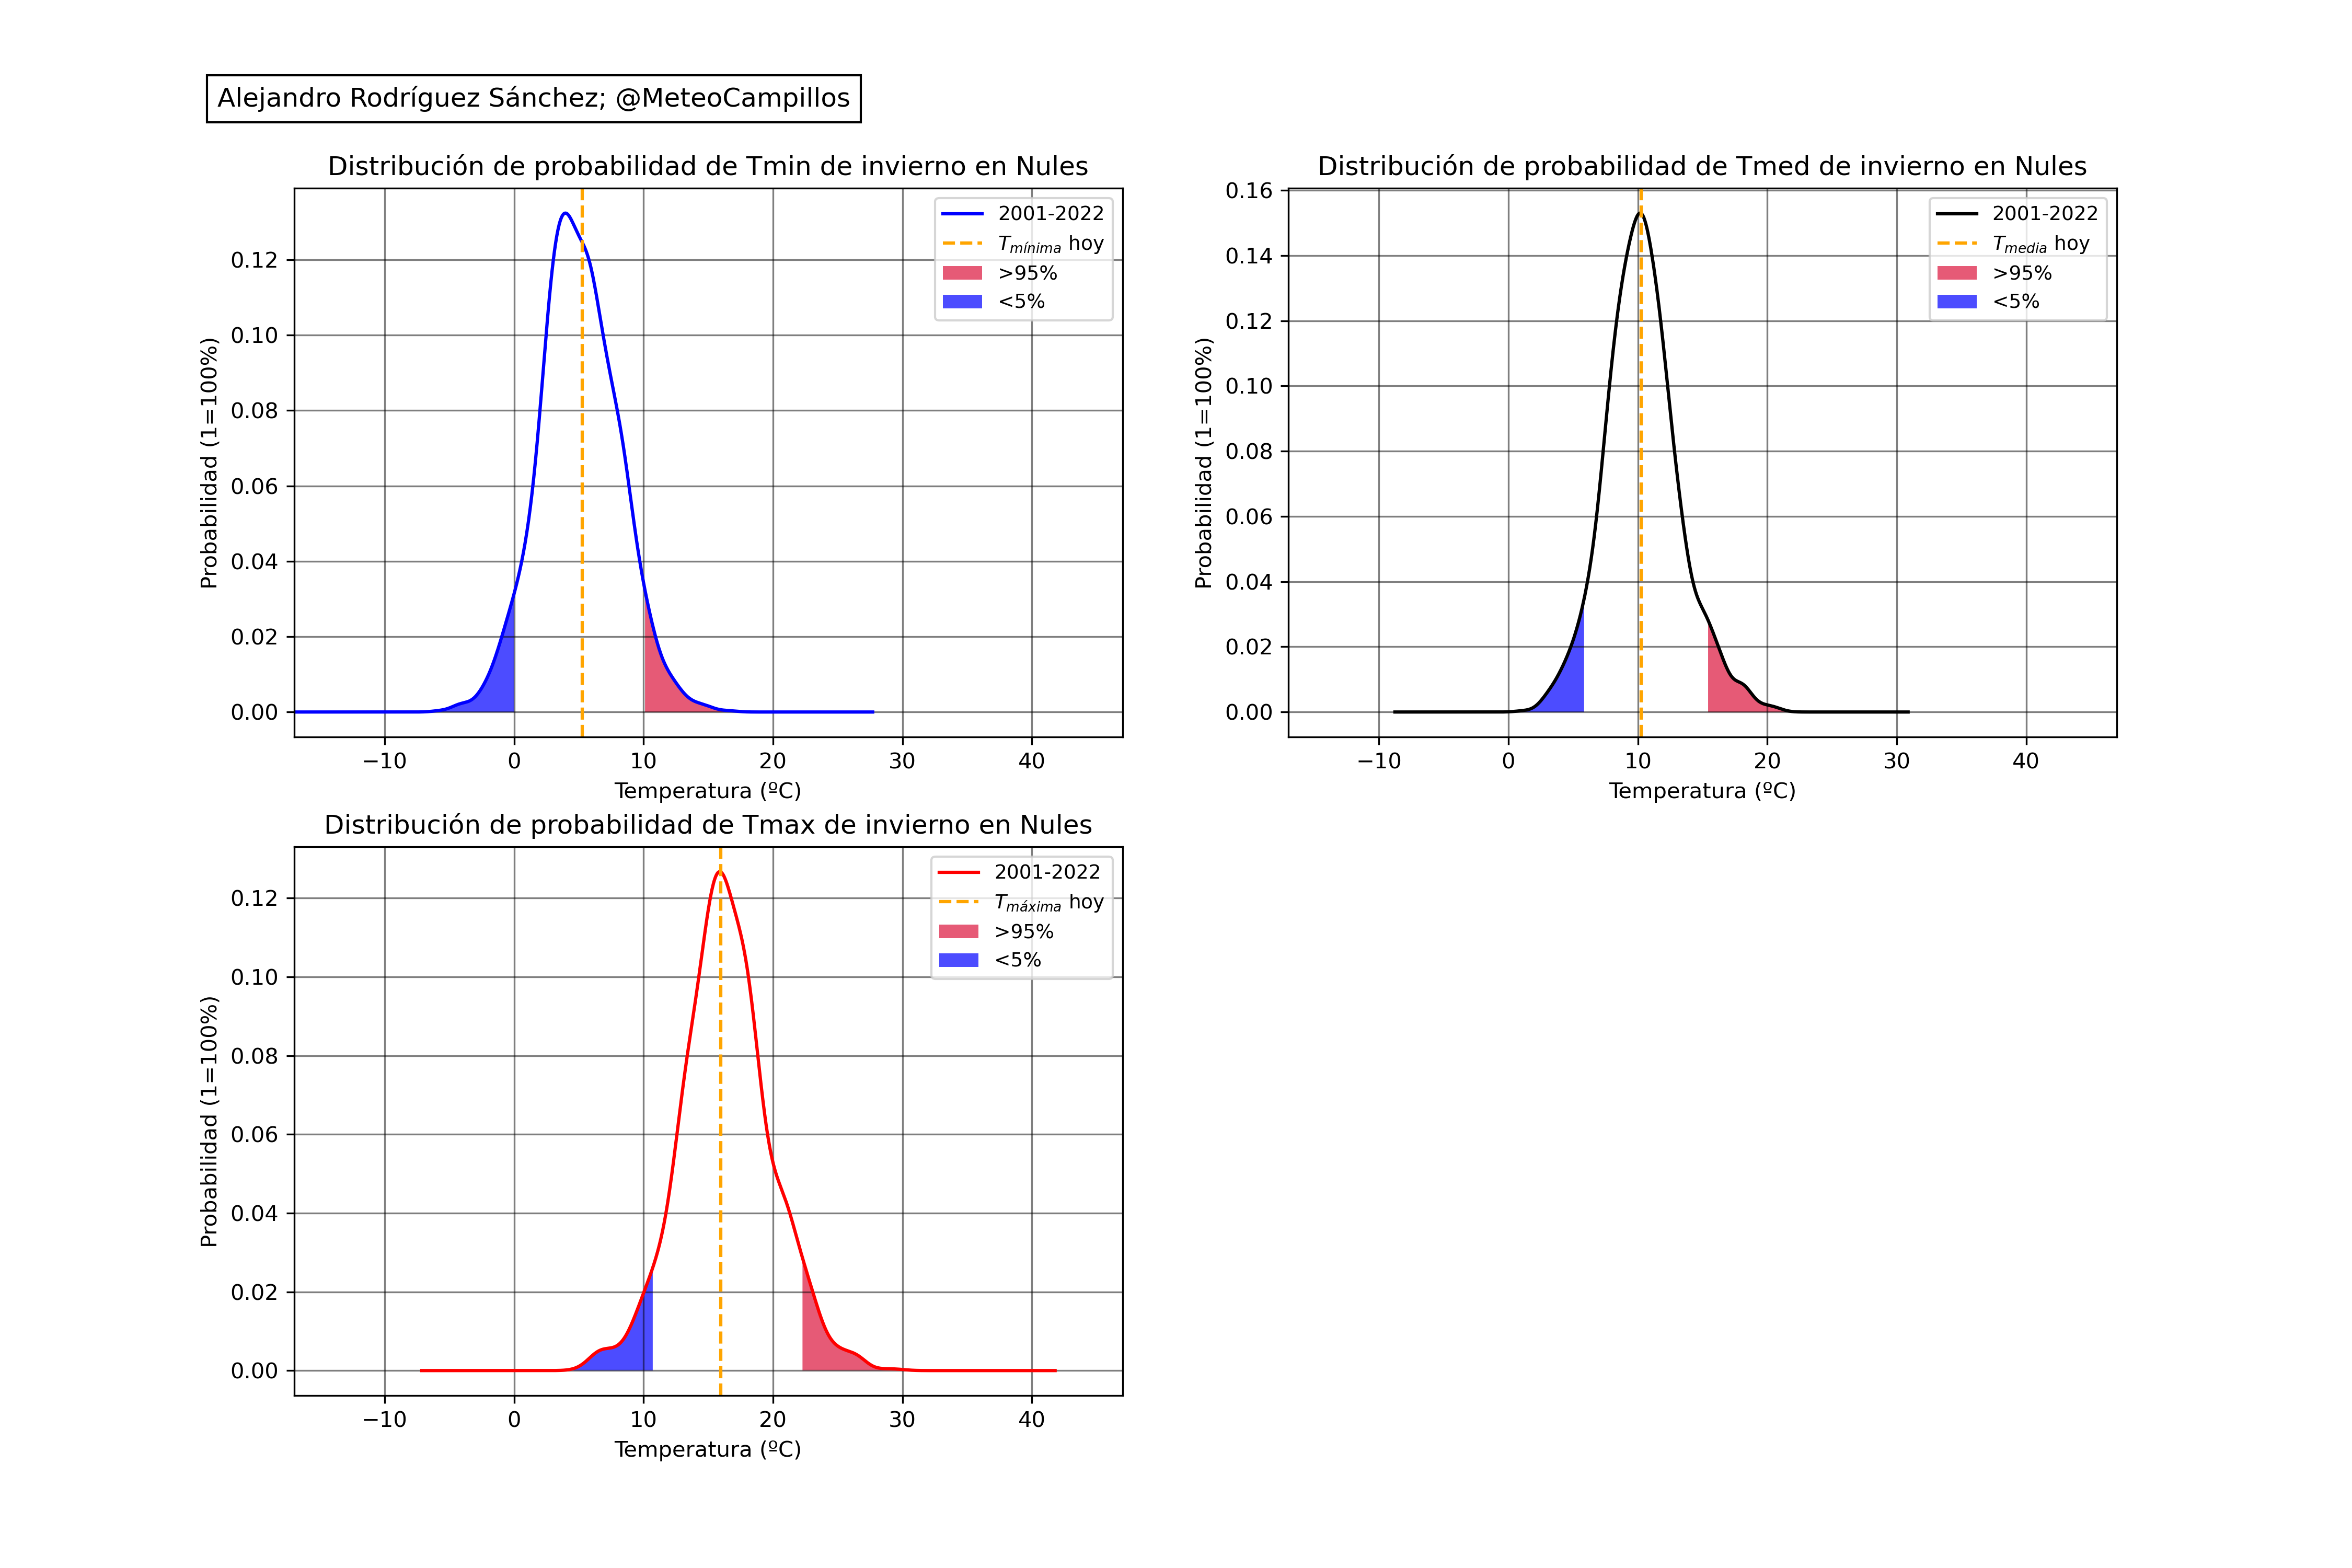 Alejandro Rodríguez Sánchez; @MeteoCampillos
Distribución de probabilidad de Tmin de invierno en Nules
Probabilidad (1=100%)
0.12
0.10
0.08
0.06
0.04
0.02
0.00
−10 0 10 20 30 40
Temperatura (ºC)
2001-2022
Tmínima hoy
>95%
<5%
Distribución de probabilidad de Tmed de invierno en Nules
Probabilidad (1=100%)
0.16
0.14
0.12
0.10
0.08
0.06
0.04
0.02
0.00
−10 0 10 20 30 40
Temperatura (ºC)
2001-2022
Tmedia hoy
>95%
<5%
Distribución de probabilidad de Tmax de invierno en Nules
Probabilidad (1=100%)
0.12
0.10
0.08
0.06
0.04
0.02
0.00
−10 0 10 20 30 40
Temperatura (ºC)
2001-2022
Tmáxima hoy
>95%
<5%